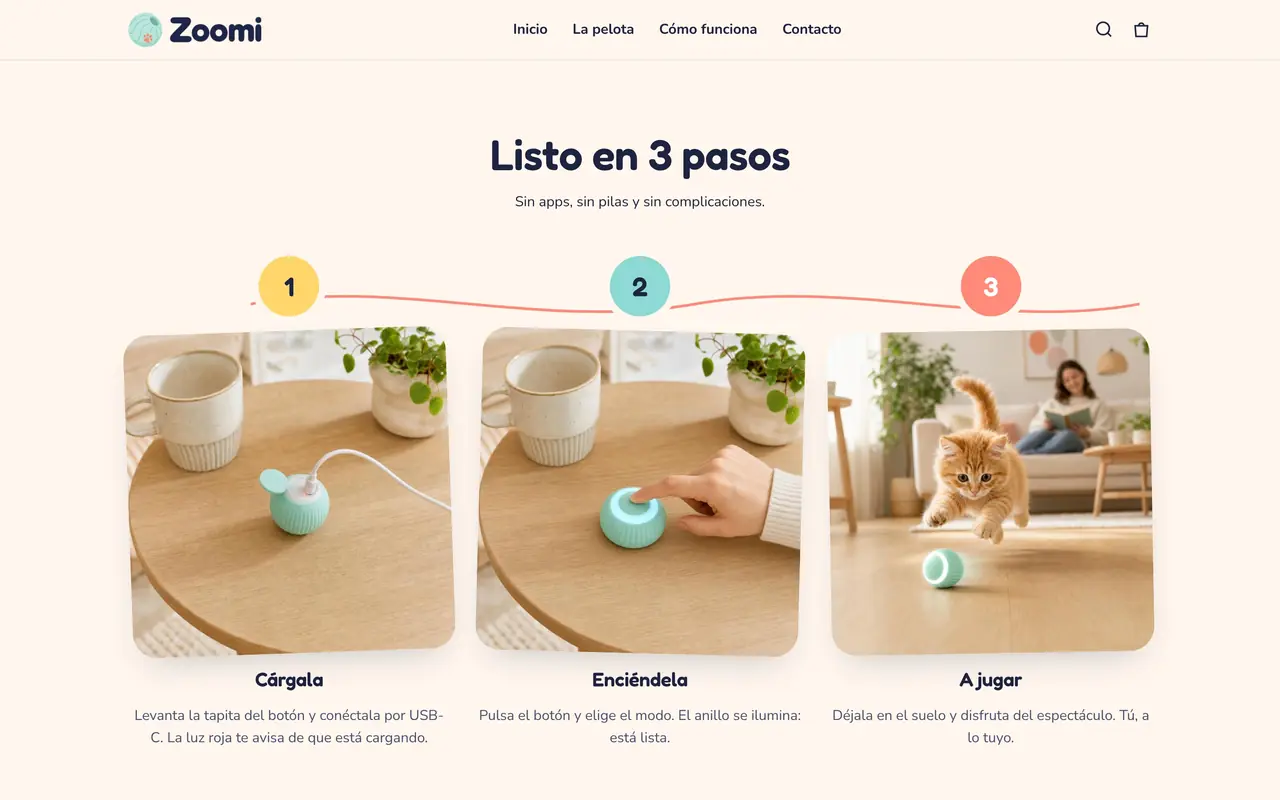 Zoomi
Inicio
La pelota
Cómo funciona
Contacto
Listo en 3 pasos
Sin apps, sin pilas y sin complicaciones.
1
2
3
Cárgala
Levanta la tapita del botón y conéctala por USB-
C. La luz roja te avisa de que está cargando.
Enciéndela
Pulsa el botón y elige el modo. El anillo se ilumina:
está lista.
A jugar
Déjala en el suelo y disfruta del espectáculo. Tú, a
lo tuyo.